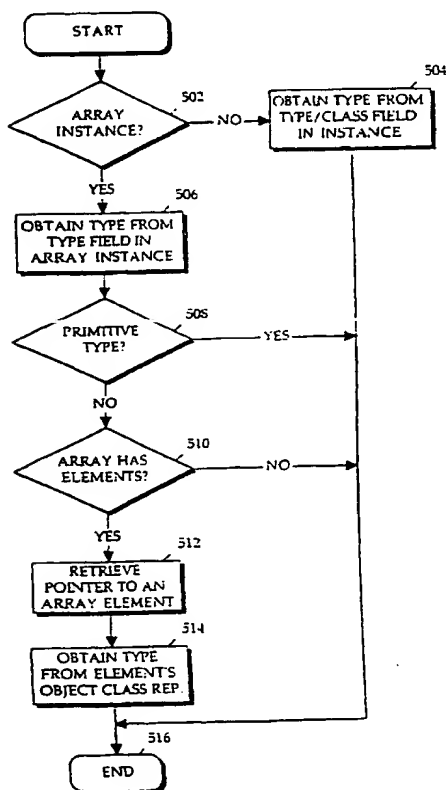 START
502
ARRAY
INSTANCE?
NO
504
OBTAIN TYPE FROM
TYPE/CLASS FIELD
IN INSTANCE
YES
506
OBTAIN TYPE FROM
TYPE FIELD IN
ARRAY INSTANCE
508
PRIMITIVE
TYPE?
YES
NO
510
ARRAY HAS
ELEMENTS?
NO
YES
512
RETRIEVE
POINTER TO AN
ARRAY ELEMENT
514
OBTAIN TYPE
FROM ELEMENTS
OBJECT CLASS REP.
516
END